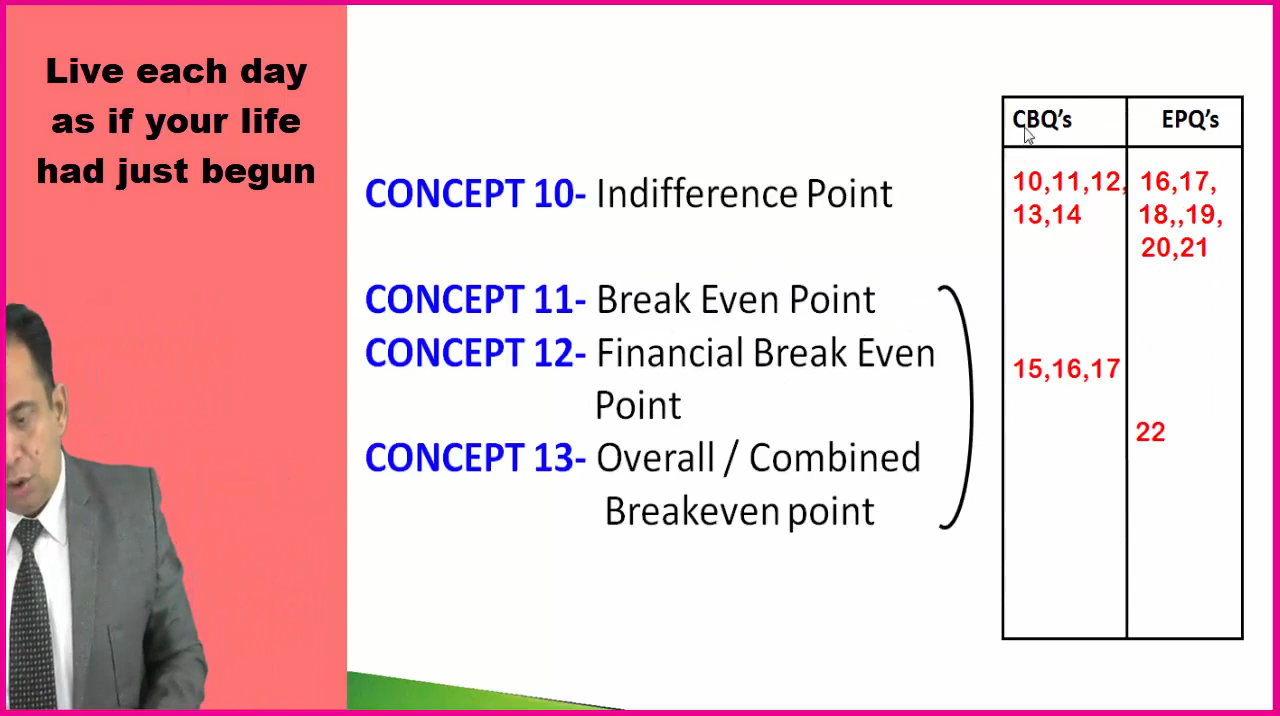 Live each day
as if your life
had just begun
CONCEPT 10- Indifference Point
CONCEPT 11- Break Even Point
CONCEPT 12- Financial Break Even
Point
CONCEPT 13- Overall / Combined
Breakeven point
CBQ's EPQ's
10,11,12, 16,17,
13,14 18,,19,
20,21
15,16,17
22